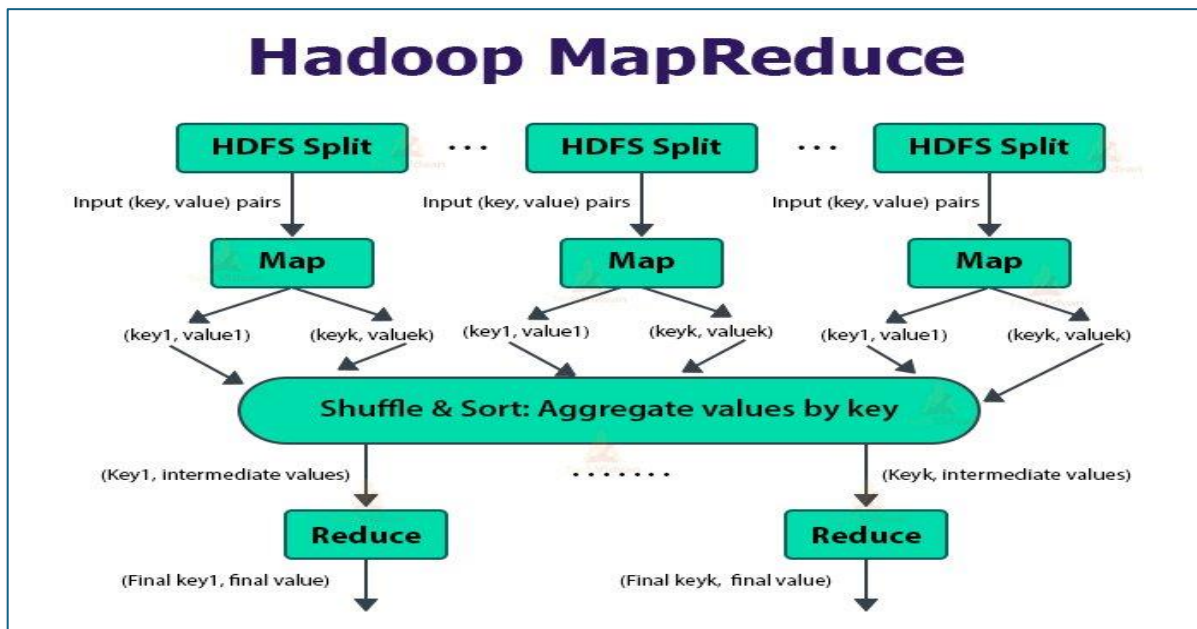 Hadoop MapReduce
HDFS Split ... HDFS Split ... HDFS Split
Input (key, value) pairs Input (key, value) pairs Input (key, value) pairs
Map Map Map
(key1, value1) (keyk, valuek) (key1, value1) (keyk, valuek) (key1, value1) (keyk, valuek)
Shuffle & Sort: Aggregate values by key
(Key1, intermediate values) ....... (Keyk, intermediate values)
Reduce Reduce
(Final key1, final value) (Final keyk, final value)